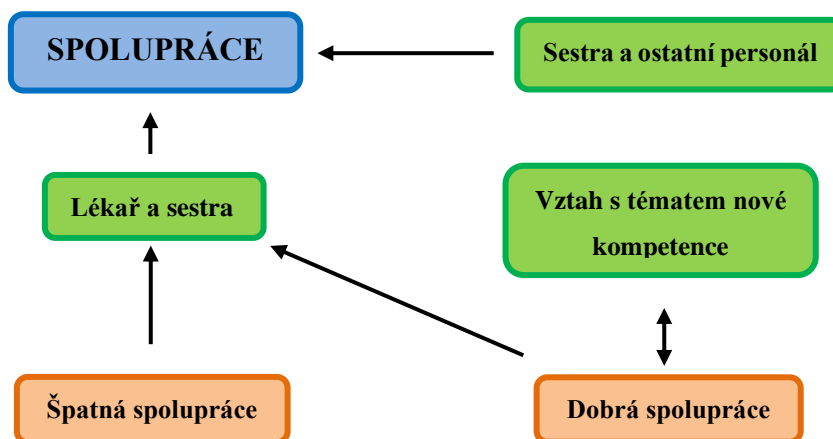 SPOLUPRÁCE
Sestra a ostatní personál
Lékař a sestra
Vztah s tématem nové
kompetence
Špatná spolupráce
Dobrá spolupráce